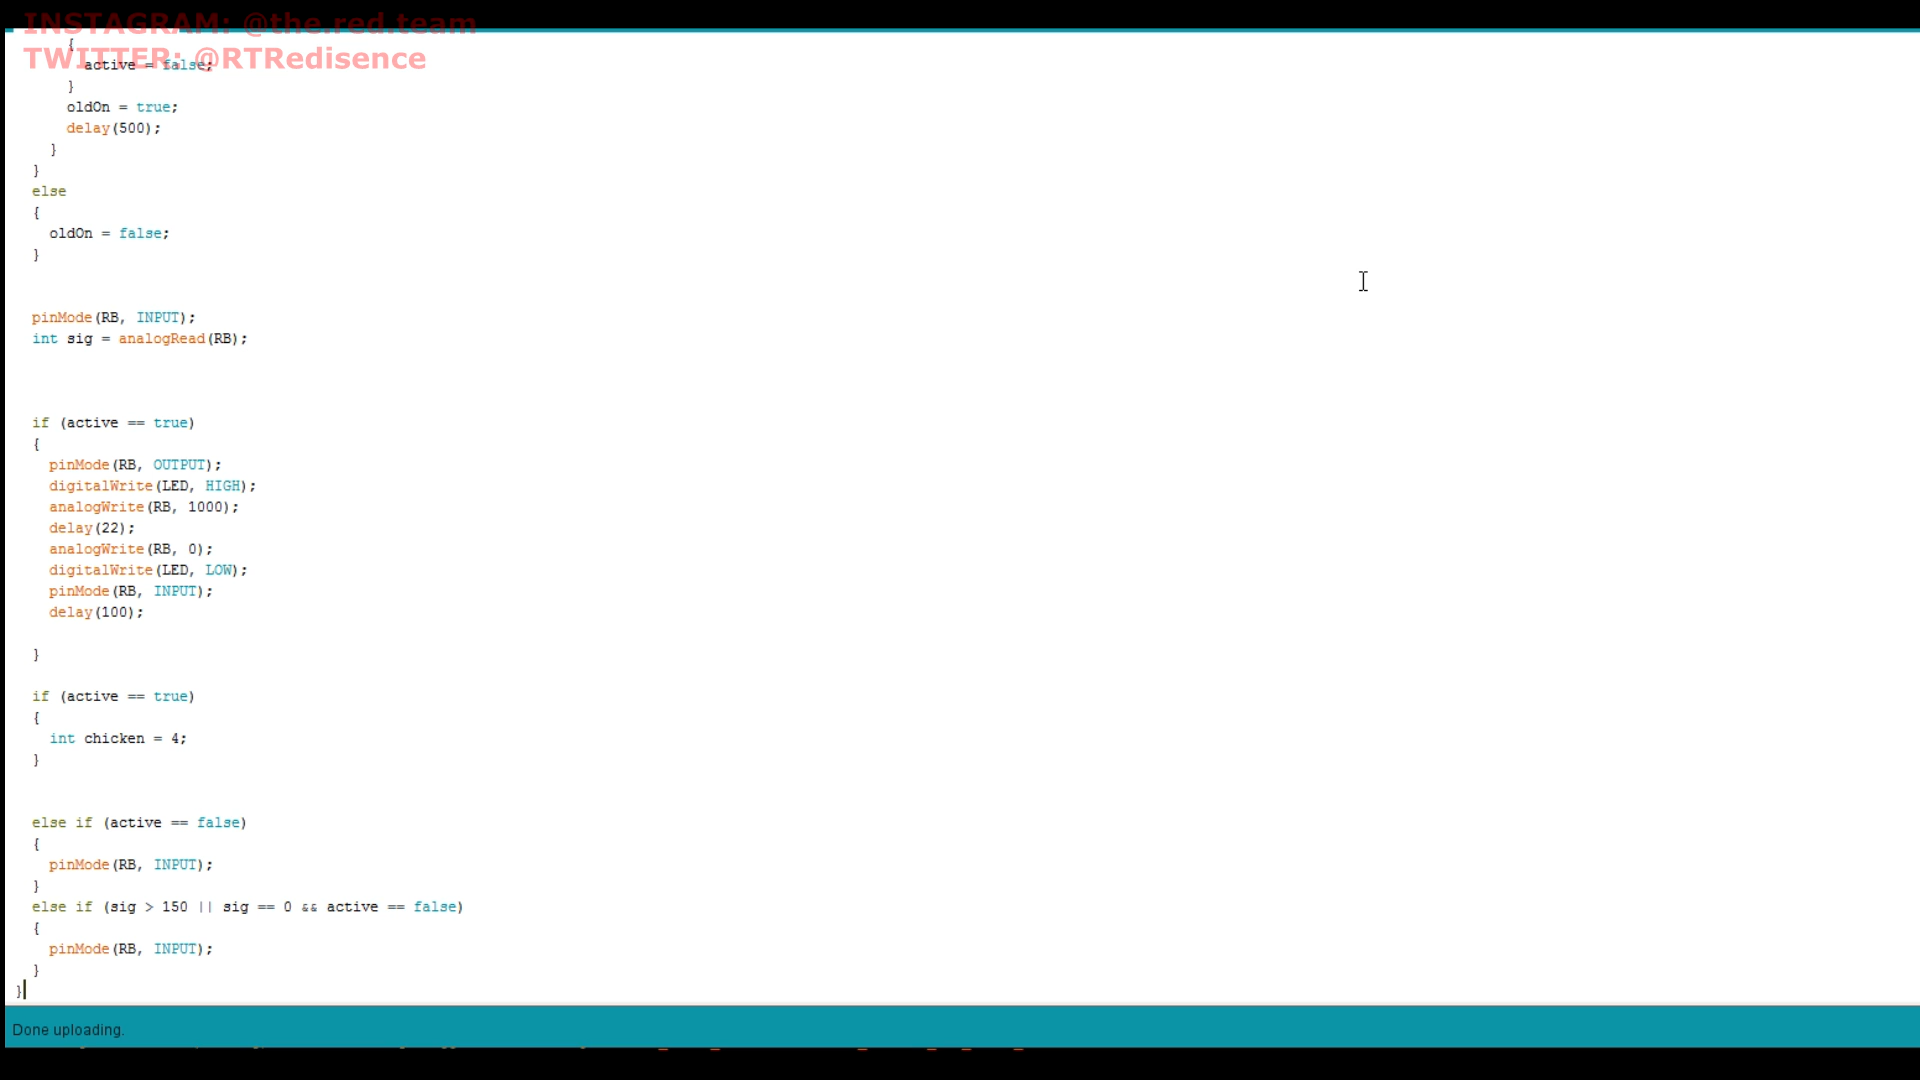 INSTAGRAM: @the.red.team
{
TWITTER: @RTRedisence
active = false;
}
oldOn = true;
delay(500);
}
}
else
{
oldOn = false;
}
pinMode(RB, INPUT);
int sig = analogRead(RB);
if (active == true)
{
pinMode(RB, OUTPUT);
digitalWrite(LED, HIGH);
analogWrite(RB, 1000);
delay(22);
analogWrite(RB, 0);
digitalWrite(LED, LOW);
pinMode(RB, INPUT);
delay(100);
}
if (active == true)
{
int chicken = 4;
}
else if (active == false)
{
pinMode(RB, INPUT);
}
else if (sig > 150 || sig == 0 && active == false)
{
pinMode(RB, INPUT);
}
}
Done uploading.